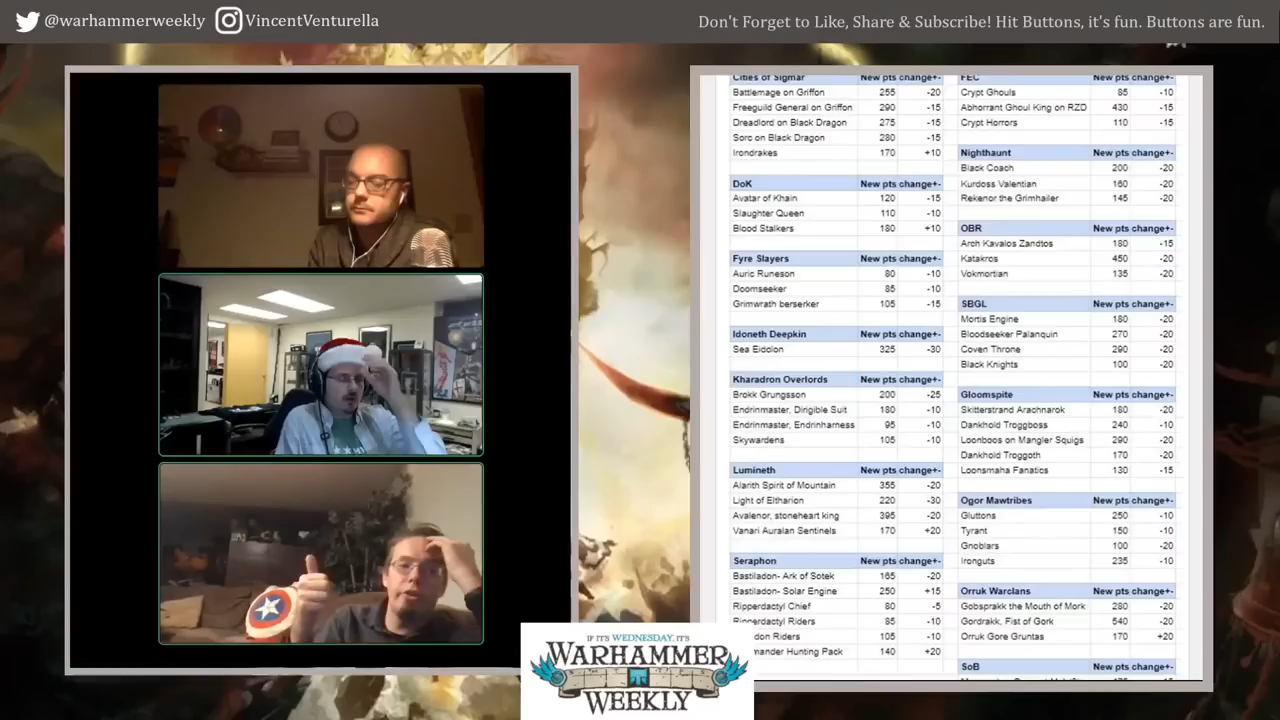 @warhammerweekly VincentVenturella
Don't Forget to Like, Share & Subscribe! Hit Buttons, it's fun. Buttons are fun.
Cities of Sigmar New pts change+-
Battlemage on Griffon 255 -20
Freeguild General on Griffon 290 -15
Dreadlord on Black Dragon 275 -15
Sorc on Black Dragon 280 -15
Irondrakes 170 +10
DoK New pts change+-
Avatar of Khain 120 -15
Slaughter Queen 110 -10
Blood Stalkers 180 +10
Fyre Slayers New pts change+-
Auric Runeson 80 -10
Doomseeker 85 -10
Grimwrath berserker 105 -15
Idoneth Deepkin New pts change+-
Sea Eidolon 325 -30
Kharadron Overlords New pts change+-
Brokk Grungsson 200 -25
Endrinmaster, Dirigible Suit 180 -10
Endrinmaster, Endrinharness 95 -10
Skywardens 105 -10
Lumineth New pts change+-
Alarith Spirit of Mountain 355 -20
Light of Eltharion 220 -30
Avalenor, stoneheart king 395 -20
Vanari Auralan Sentinels 170 +20
Seraphon New pts change+-
Bastiladon- Ark of Sotek 165 -20
Bastiladon- Solar Engine 250 +15
Ripperdactyl Chief 80 -5
Ripperdactyl Riders 85 -10
don Riders 105 -10
mander Hunting Pack 140 +20
FEC New pts change+-
Crypt Ghouls 85 -10
Abhorrant Ghoul King on RZD 430 -15
Crypt Horrors 110 -15
Nighthaunt New pts change+-
Black Coach 200 -20
Kurdoss Valentian 160 -20
Rekenor the Grimhailer 145 -20
OBR New pts change+-
Arch Kavalos Zandtos 180 -15
Katakros 450 -20
Vokmortian 135 -20
SBGL New pts change+-
Mortis Engine 180 -20
Bloodseeker Palanquin 270 -20
Coven Throne 290 -20
Black Knights 100 -20
Gloomspite New pts change+-
Skitterstrand Arachnarok 180 -20
Dankhold Troggboss 240 -10
Loonboos on Mangler Squigs 290 -20
Dankhold Troggoth 170 -20
Loonsmaha Fanatics 130 -15
Ogor Mawtribes New pts change+-
Gluttons 250 -10
Tyrant 150 -10
Gnoblars 100 -20
Ironguts 235 -10
Orruk Warclans New pts change+-
Gobsprakk the Mouth of Mork 280 -20
Gordrakk, Fist of Gork 540 -20
Orruk Gore Gruntas 170 +20
SoB New pts change+-
IF IT'S WEDNESDAY, IT'S
WARHAMMER
WEEKLY